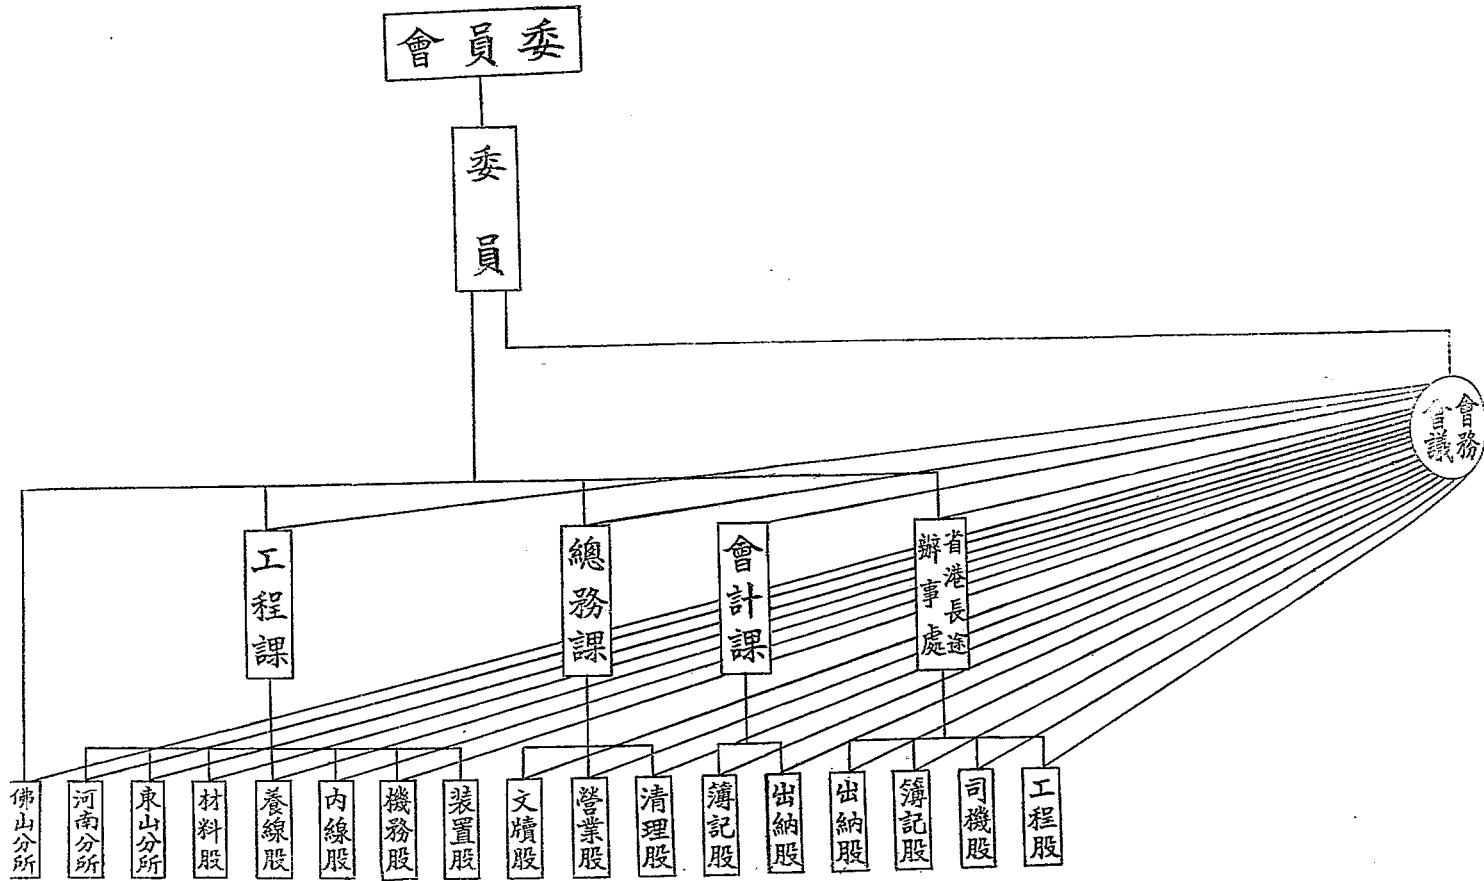 委員會
委員
會務
會議
工程課
總務課
會計課
省港長途
辦事處
佛山分所
河南分所
東山分所
材料股
養線股
内線股
機務股
裝置股
文牘股
營業股
清理股
簿記股
出納股
出納股
簿記股
司機股
工程股